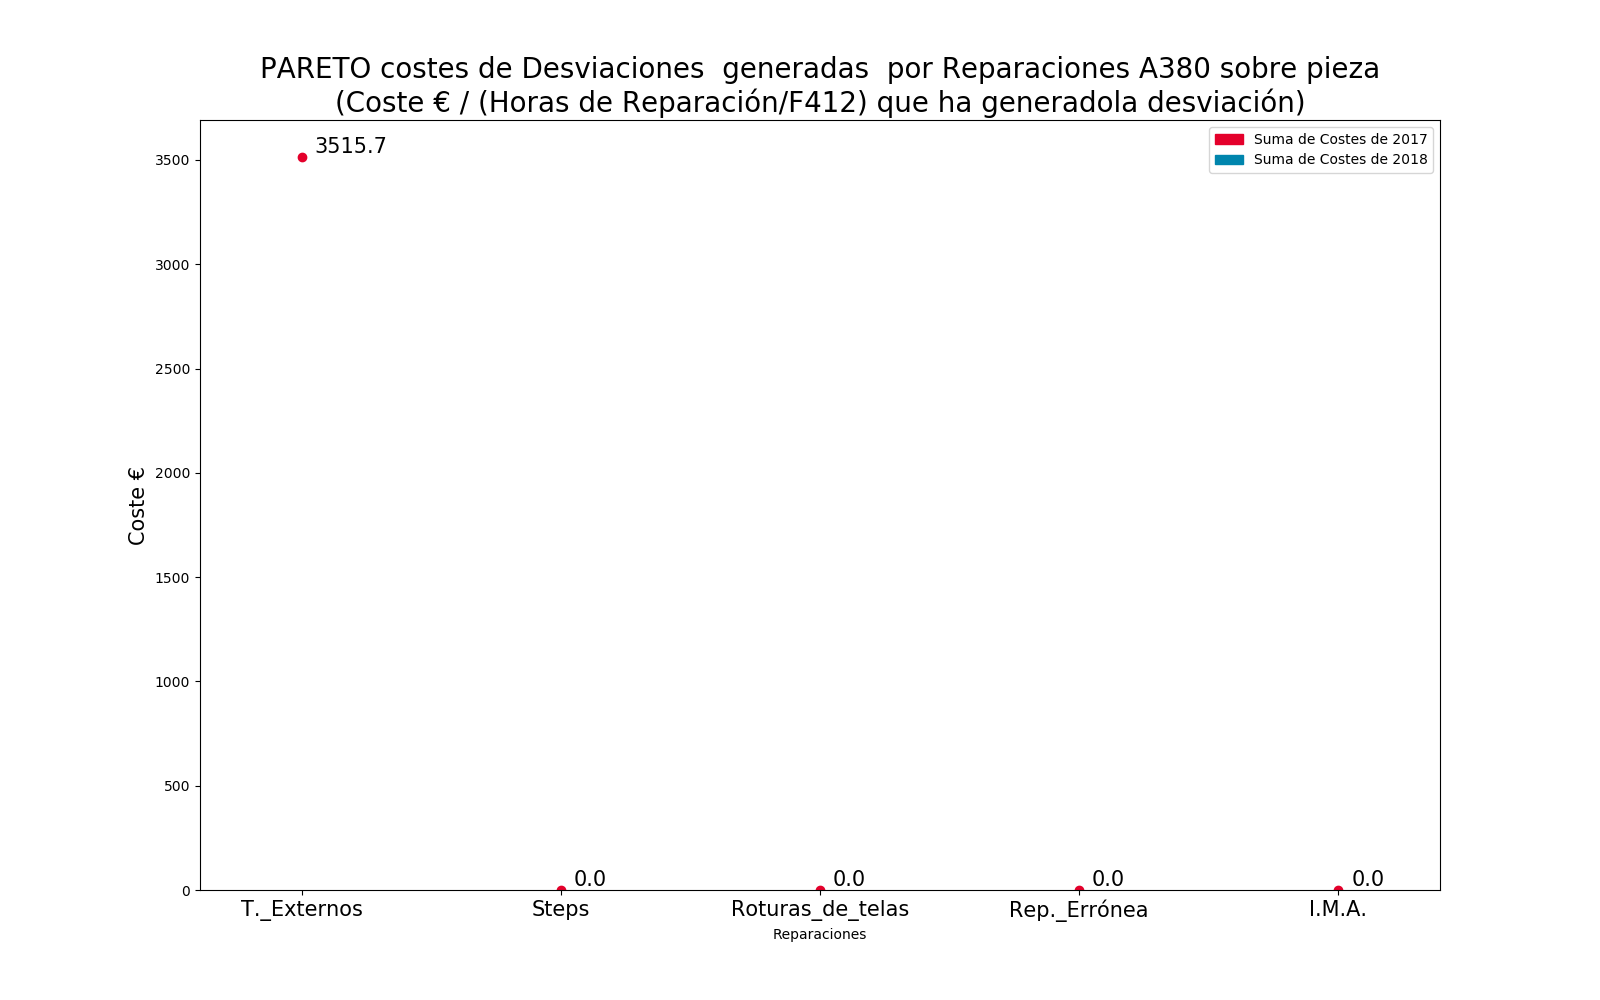 PARETO costes de Desviaciones  generadas  por Reparaciones A380 sobre pieza
(Coste € / (Horas de Reparación/F412) que ha generadola desviación)
3515.7
Suma de Costes de 2017
Suma de Costes de 2018
3500
3000
2500
2000
1500
1000
500
0
Coste €
0.0
0.0
0.0
0.0
T._Externos
Steps
Roturas_de_telas
Rep._Errónea
I.M.A.
Reparaciones